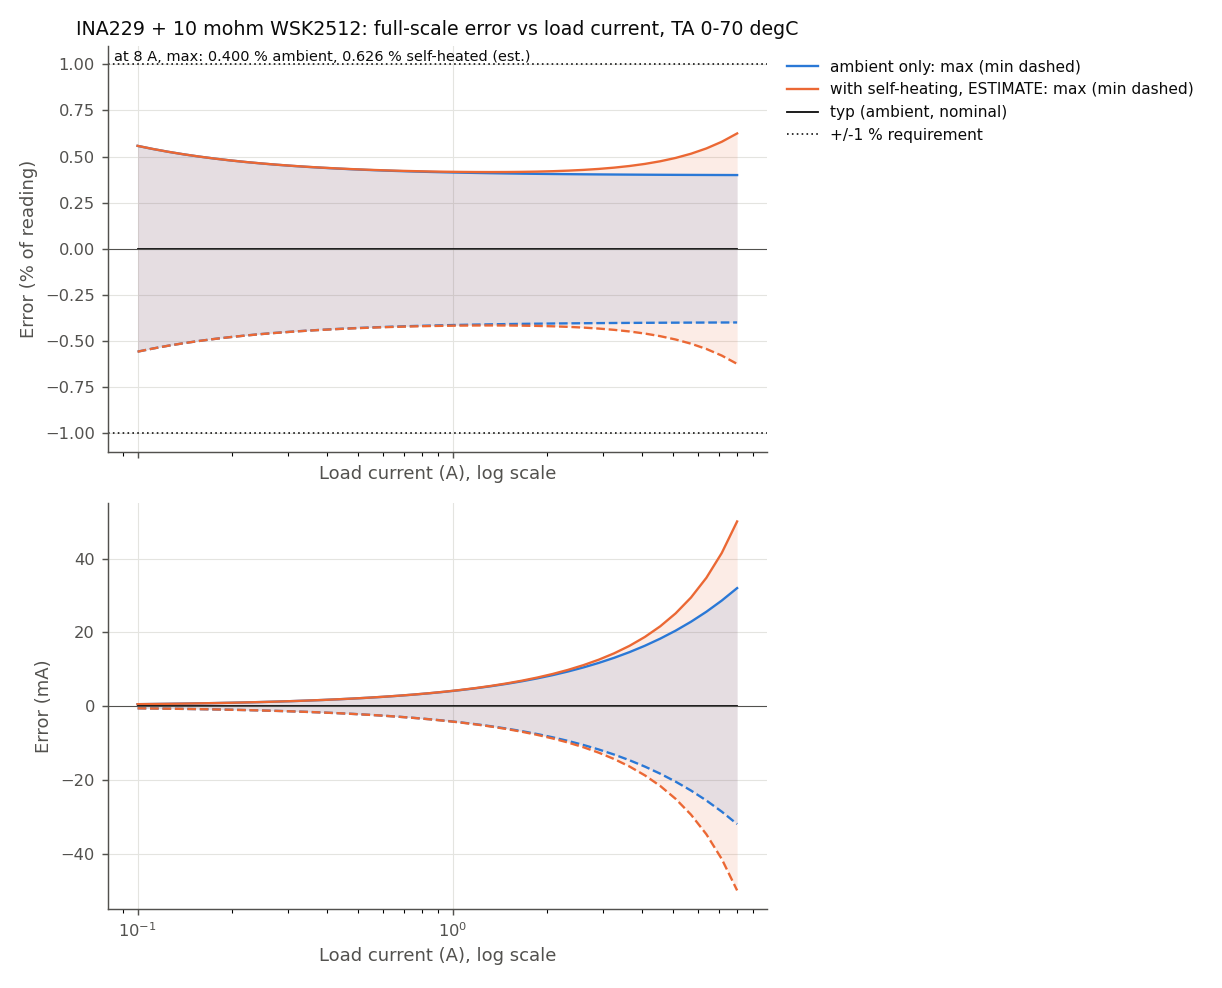 INA229 + 10 mohm WSK2512: full-scale error vs load current, TA 0-70 degC
at 8 A, max: 0.400 % ambient, 0.626 % self-heated (est.)
ambient only: max (min dashed)
with self-heating, ESTIMATE: max (min dashed)
typ (ambient, nominal)
+/-1 % requirement
Error (% of reading)
1.00
0.75
0.50
0.25
0.00
−0.25
−0.50
−0.75
−1.00
Load current (A), log scale
Error (mA)
40
20
0
−20
−40
10⁻¹
10⁰
Load current (A), log scale